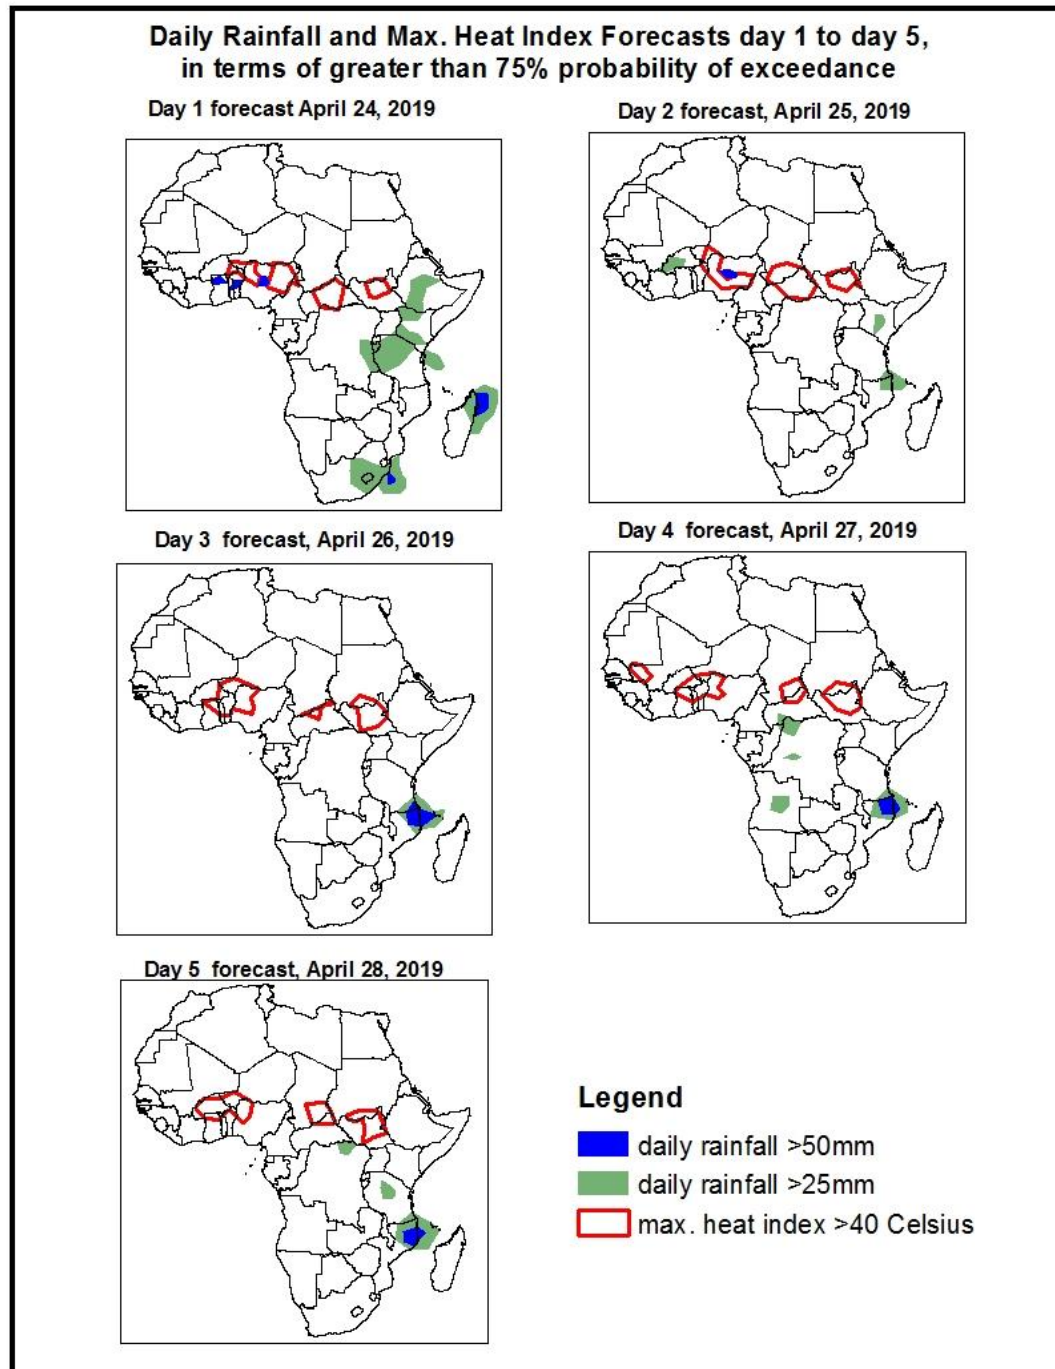 Daily Rainfall and Max. Heat Index Forecasts day 1 to day 5,
in terms of greater than 75% probability of exceedance
Day 1 forecast April 24, 2019
Day 2 forecast, April 25, 2019
Day 3 forecast, April 26, 2019
Day 4 forecast, April 27, 2019
Day 5 forecast, April 28, 2019
Legend
daily rainfall >50mm
daily rainfall >25mm
max. heat index >40 Celsius